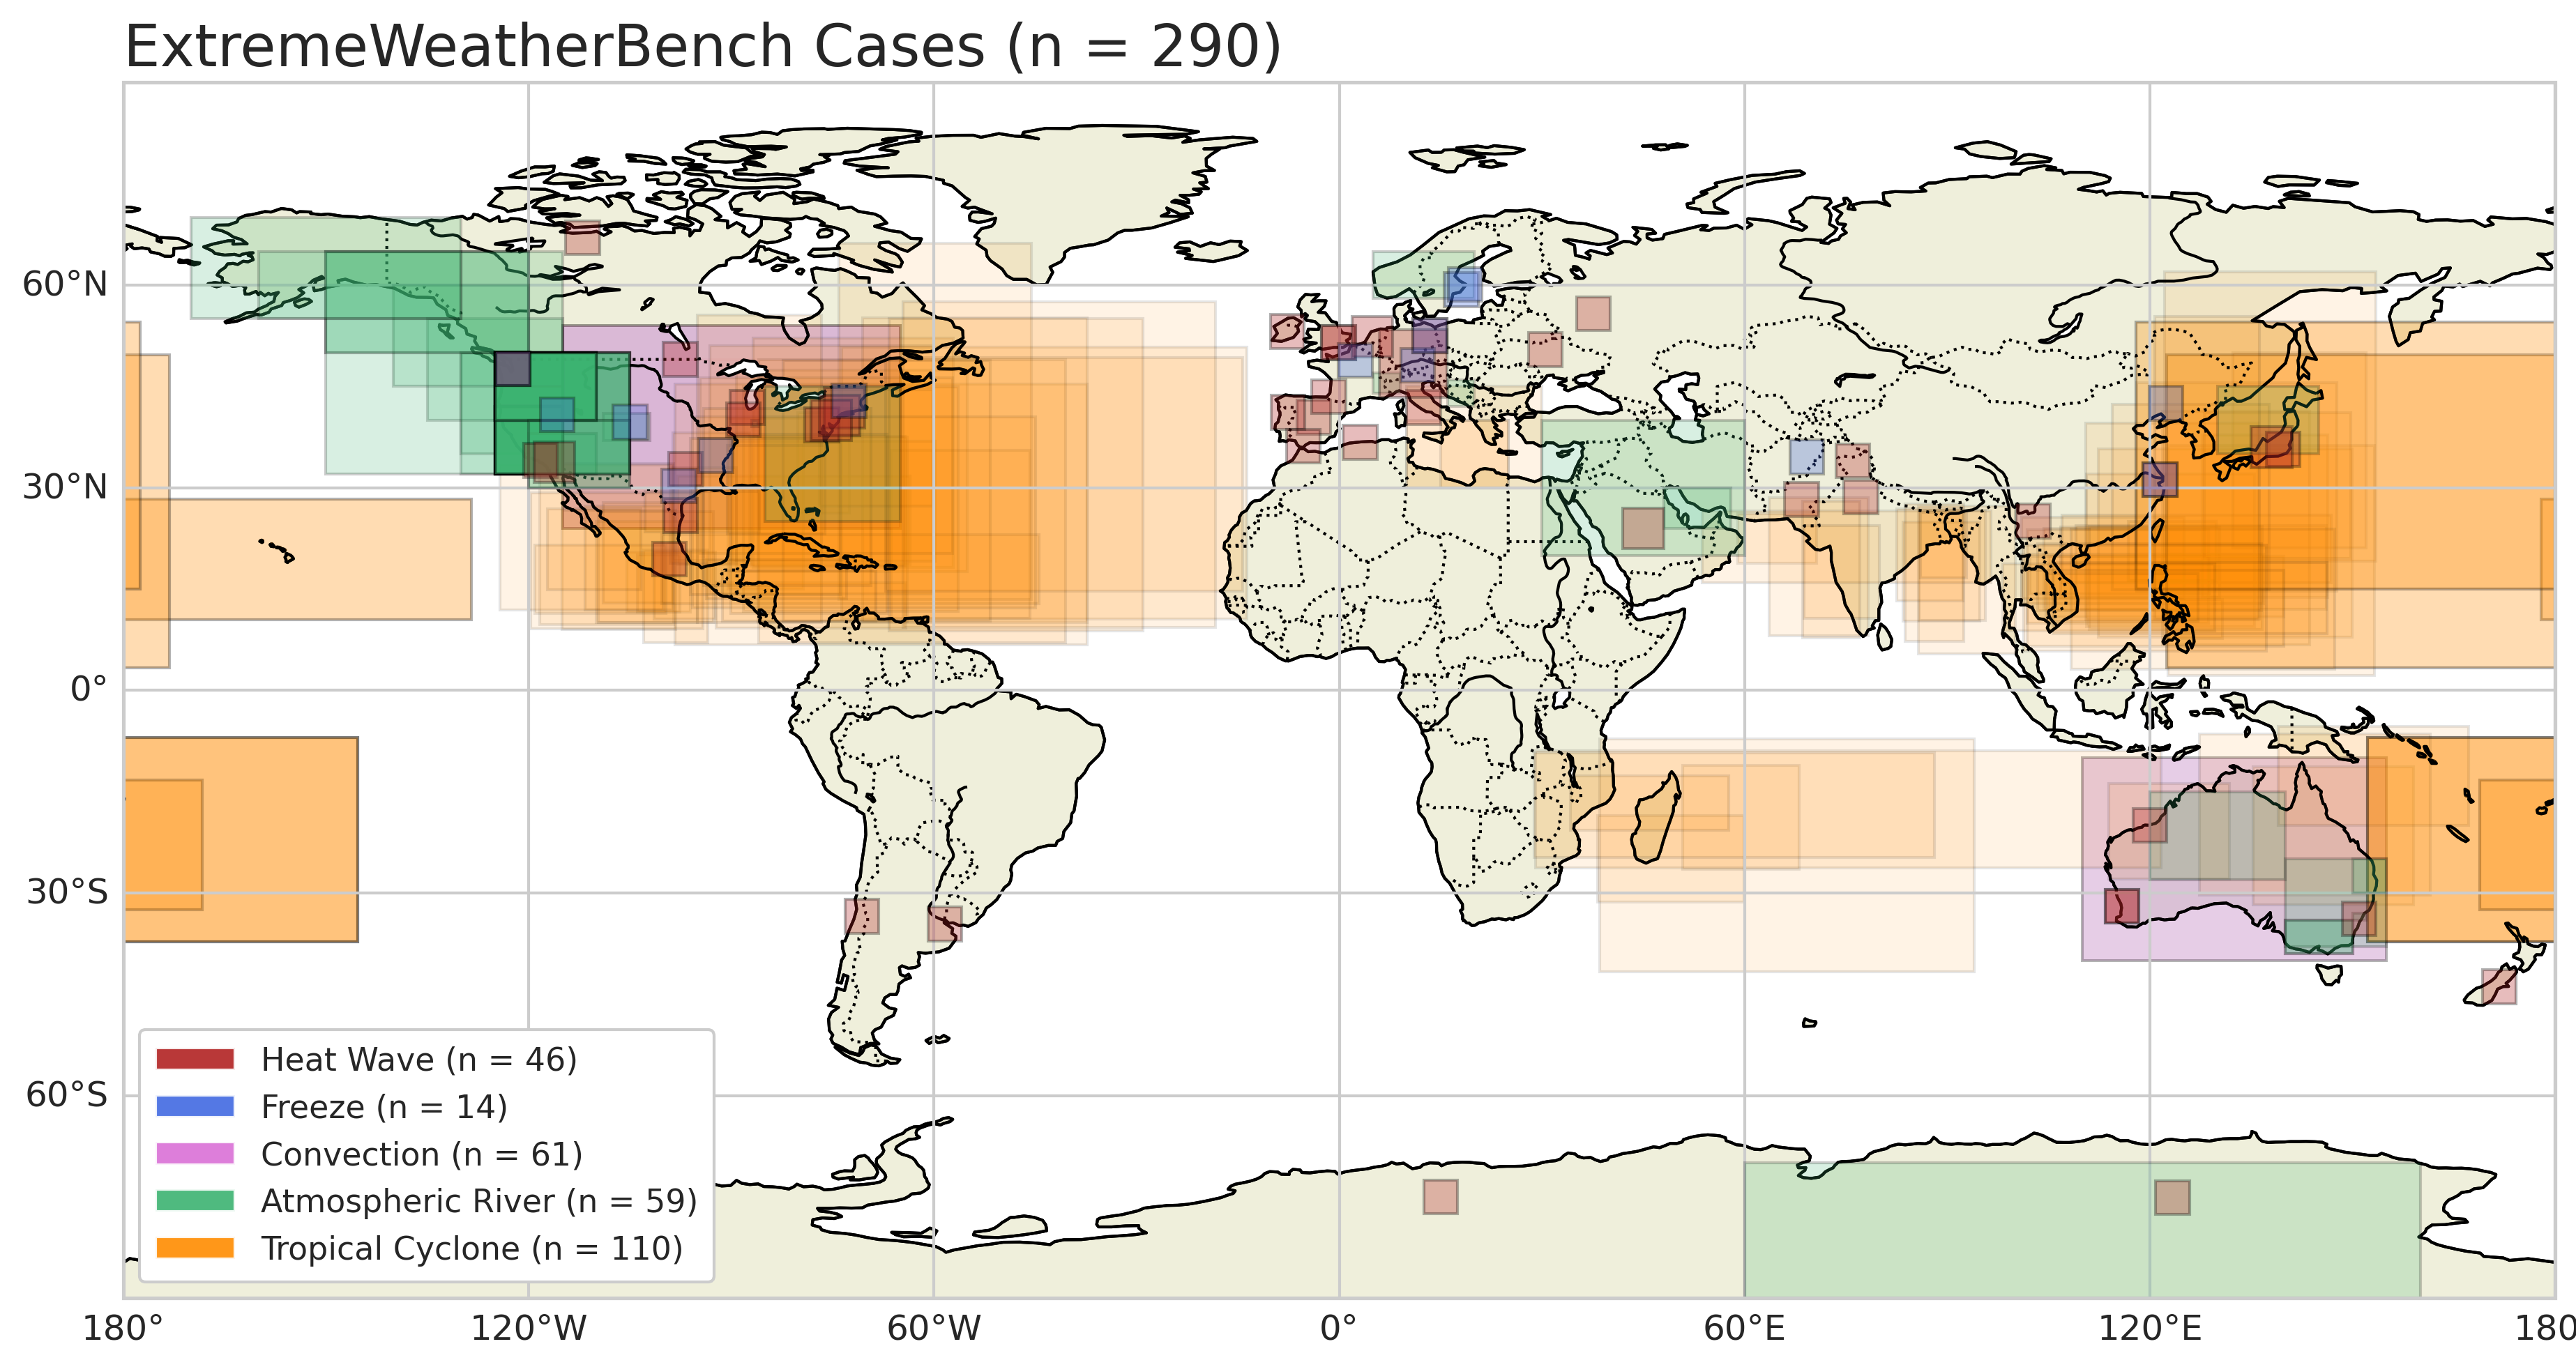 ExtremeWeatherBench Cases (n = 290)
60°N
30°N
0°
30°S
60°S
Heat Wave (n = 46)
Freeze (n = 14)
Convection (n = 61)
Atmospheric River (n = 59)
Tropical Cyclone (n = 110)
180° 120°W 60°W 0° 60°E 120°E 180